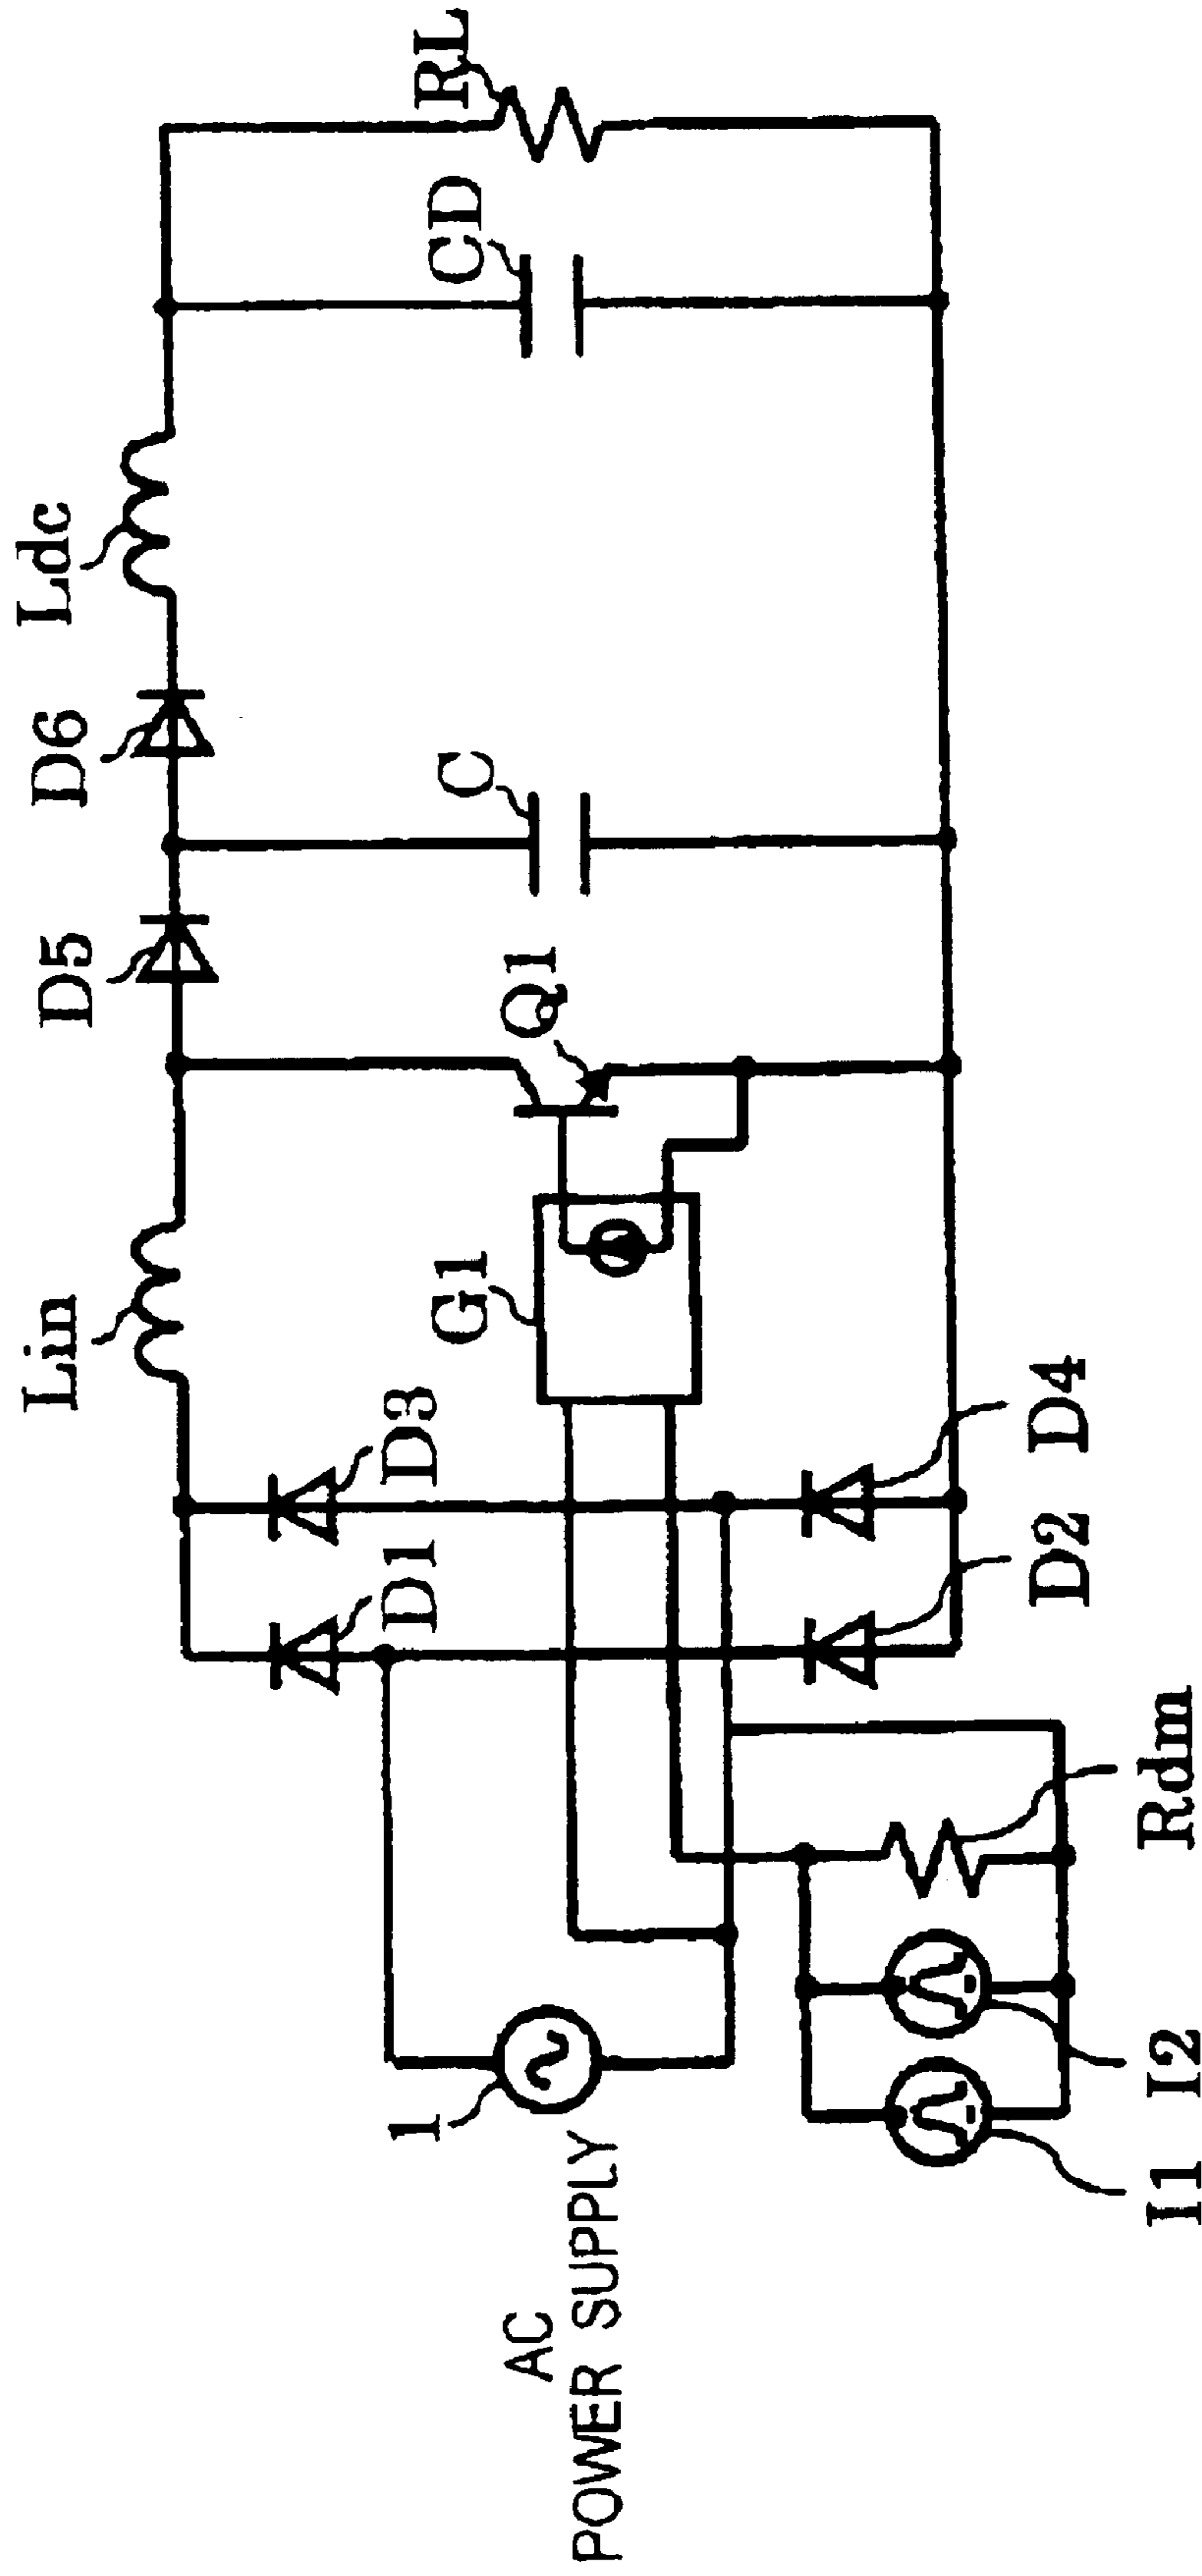 Lin
D5
D6
Ldc
D3
D1
G1
Q1
C
CD
RL
1
AC
POWER SUPPLY
D4
D2
Rdm
I1
I2